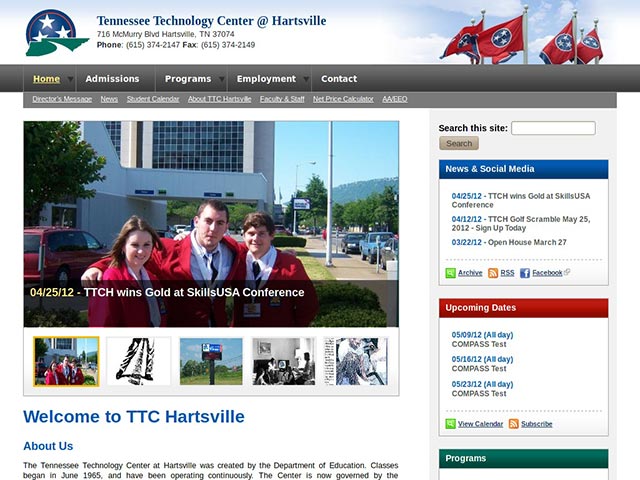 Tennessee Technology Center @ Hartsville
716 McMurry Blvd Hartsville, TN 37074
Phone: (615) 374-2147 Fax: (615) 374-2149
Home Admissions Programs Employment Contact
Director's Message News Student Calendar About TTC Hartsville Faculty & Staff Net Price Calculator AA/EEO
04/25/12 - TTCH wins Gold at SkillsUSA Conference
Welcome to TTC Hartsville
About Us
The Tennessee Technology Center at Hartsville was created by the Department of Education. Classes
began in June 1965, and have been operating continuously. The Center is now governed by the
Search this site:
Search
News & Social Media
04/25/12 - TTCH wins Gold at SkillsUSA
Conference
04/12/12 - TTCH Golf Scramble May 25,
2012 - Sign Up Today
03/22/12 - Open House March 27
Archive RSS Facebook
Upcoming Dates
05/09/12 (All day)
COMPASS Test
05/16/12 (All day)
COMPASS Test
05/23/12 (All day)
COMPASS Test
View Calendar Subscribe
Programs